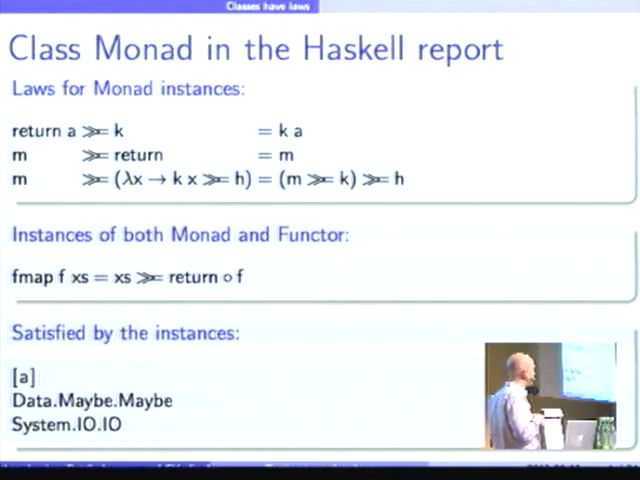 Classes have laws
Class Monad in the Haskell report
Laws for Monad instances:
return a >>= k = k a
m >>= return = m
m >>= (λx → k x >>= h) = (m >>= k) >>= h
Instances of both Monad and Functor:
fmap f xs = xs >>= return ∘ f
Satisfied by the instances:
[a]
Data.Maybe.Maybe
System.IO.IO